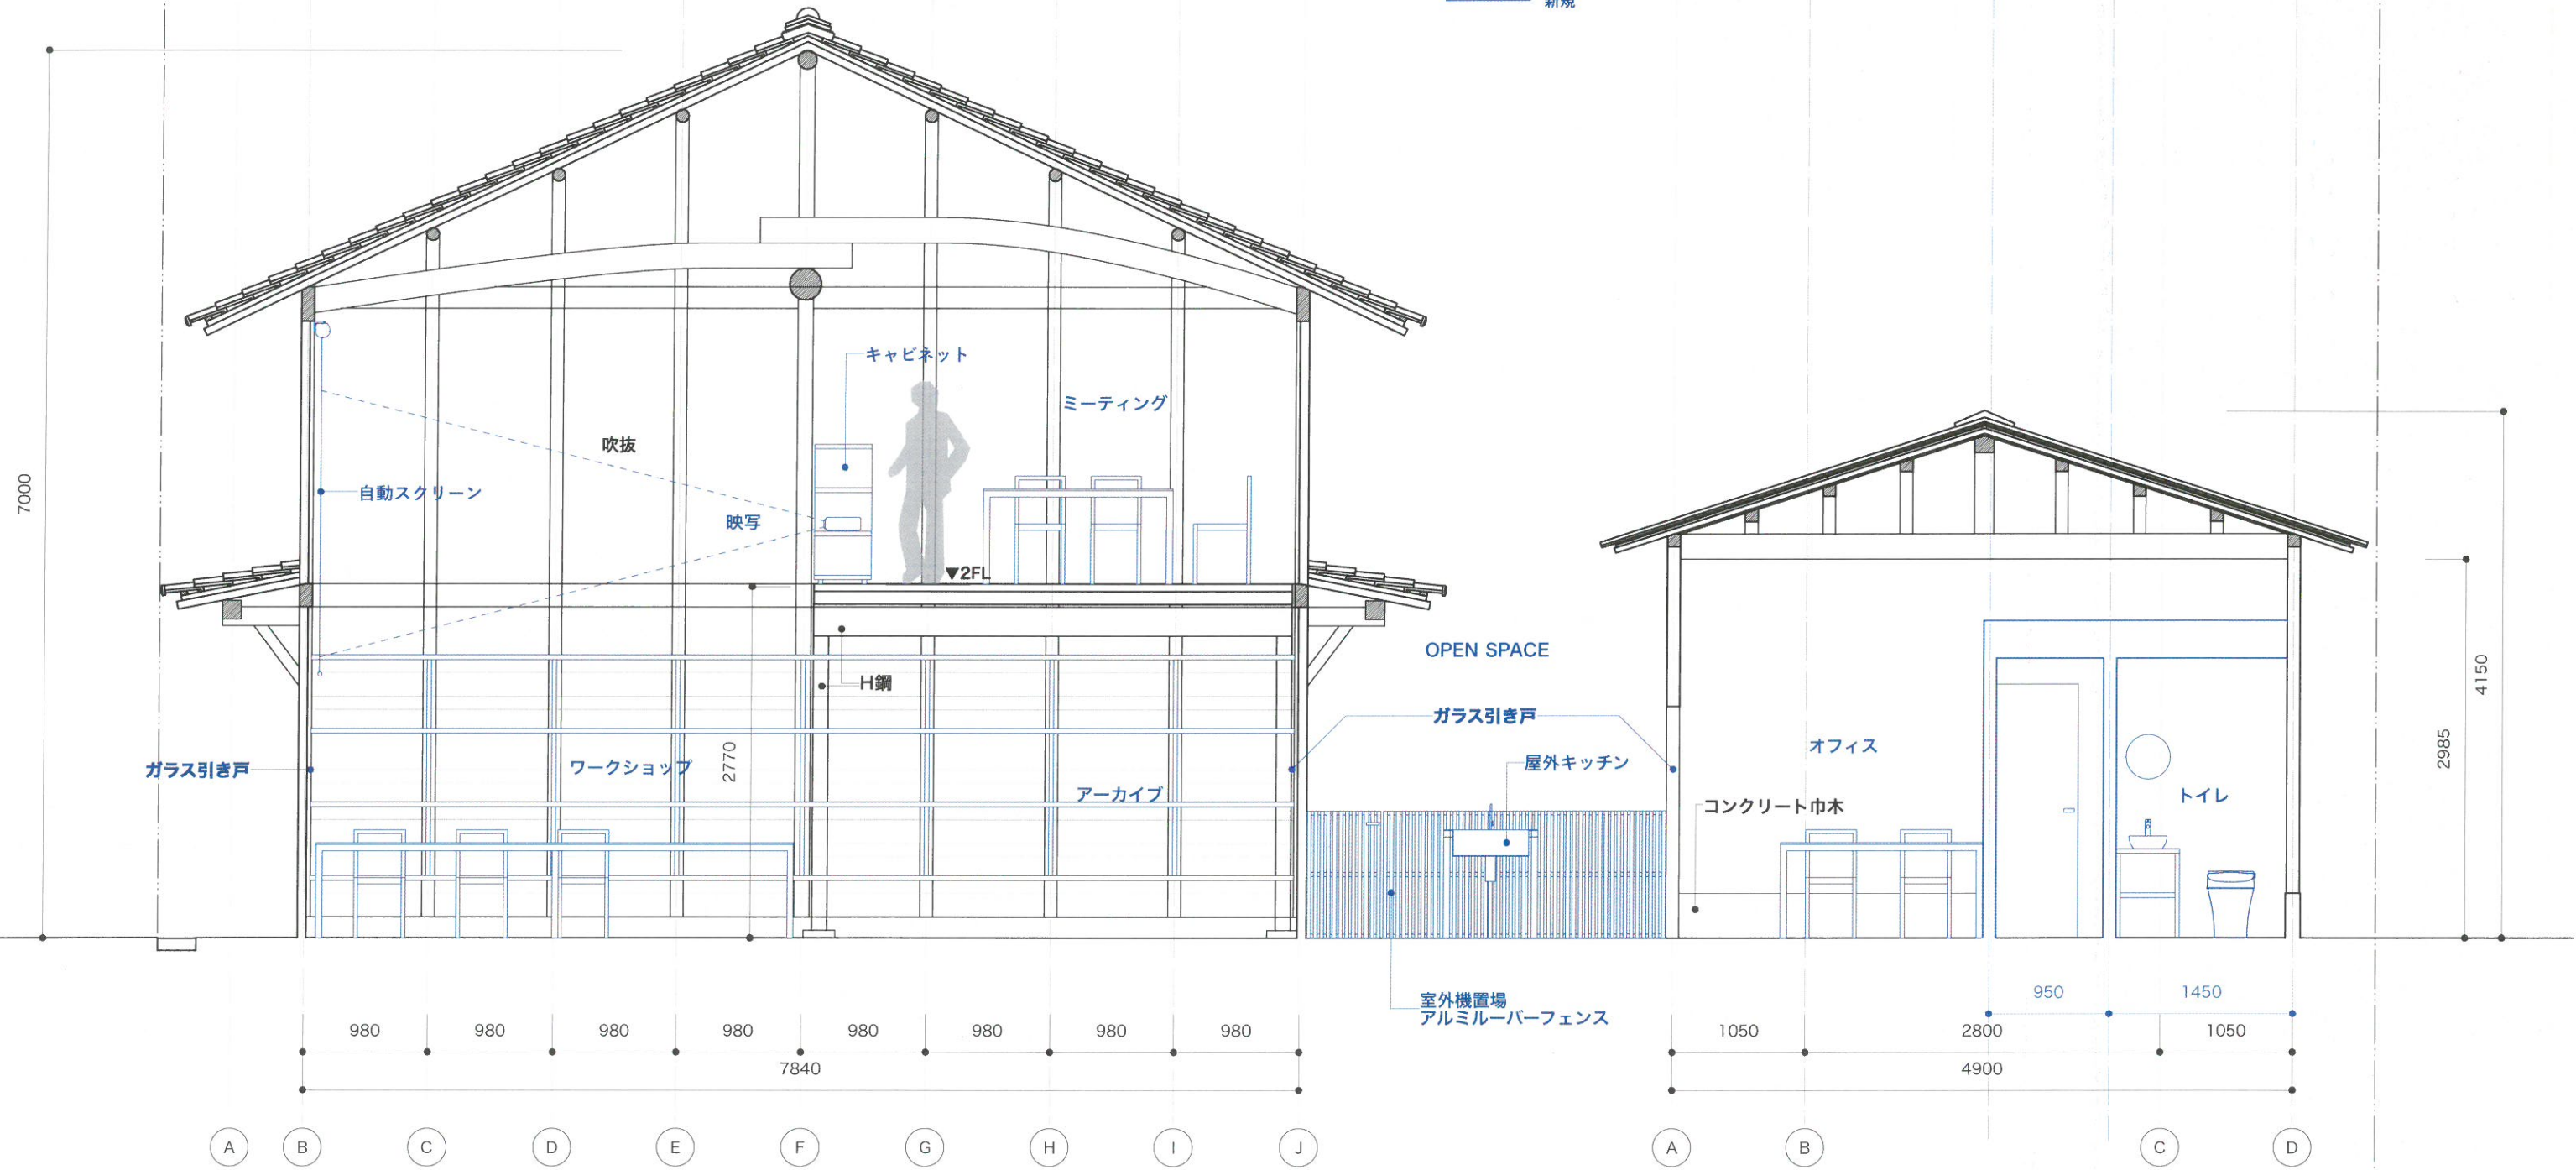 新規
7000
キャビネット
ミーティング
吹抜
自動スクリーン
映写
▼2FL
OPEN SPACE
H鋼
ガラス引き戸
ガラス引き戸
ワークショップ
2770
アーカイブ
屋外キッチン
オフィス
コンクリート巾木
トイレ
2985
4150
室外機置場
アルミルーバーフェンス
950 1450
980 980 980 980 980 980 980 980
1050 2800 1050
7840
4900
A B C D E F G H I J
A B C D